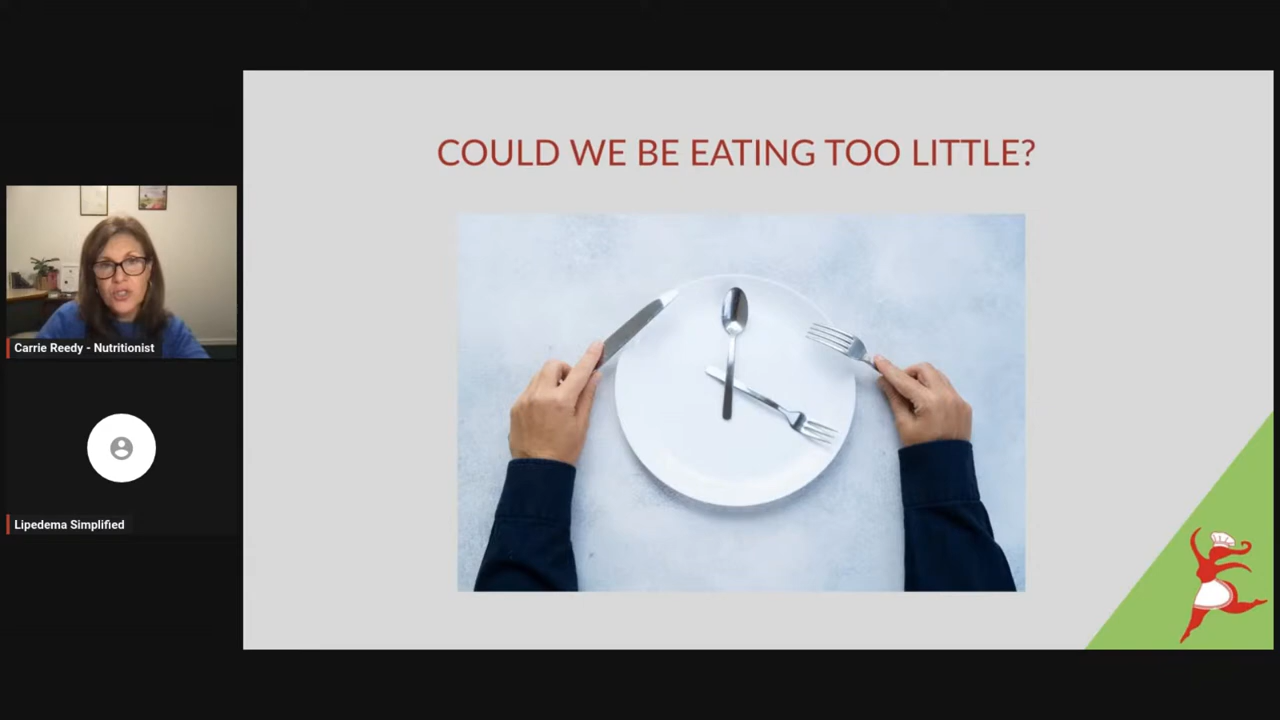 COULD WE BE EATING TOO LITTLE?
Carrie Reedy - Nutritionist
Lipedema Simplified